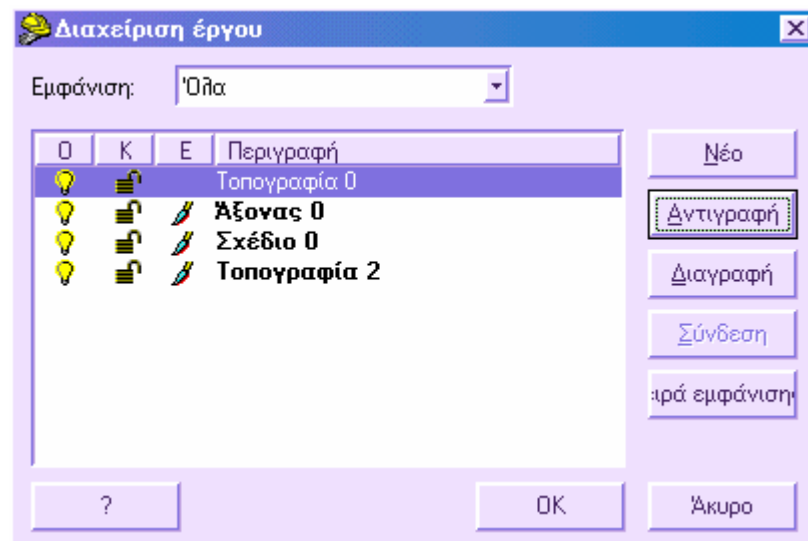 Διαχείριση έργου
Εμφάνιση: Όλα
Ο Κ Ε Περιγραφή
Τοπογραφία 0
Άξονας 0
Σχέδιο 0
Τοπογραφία 2
Νέο
Αντιγραφή
Διαγραφή
Σύνδεση
ιρά εμφάνιση
? OK Άκυρο